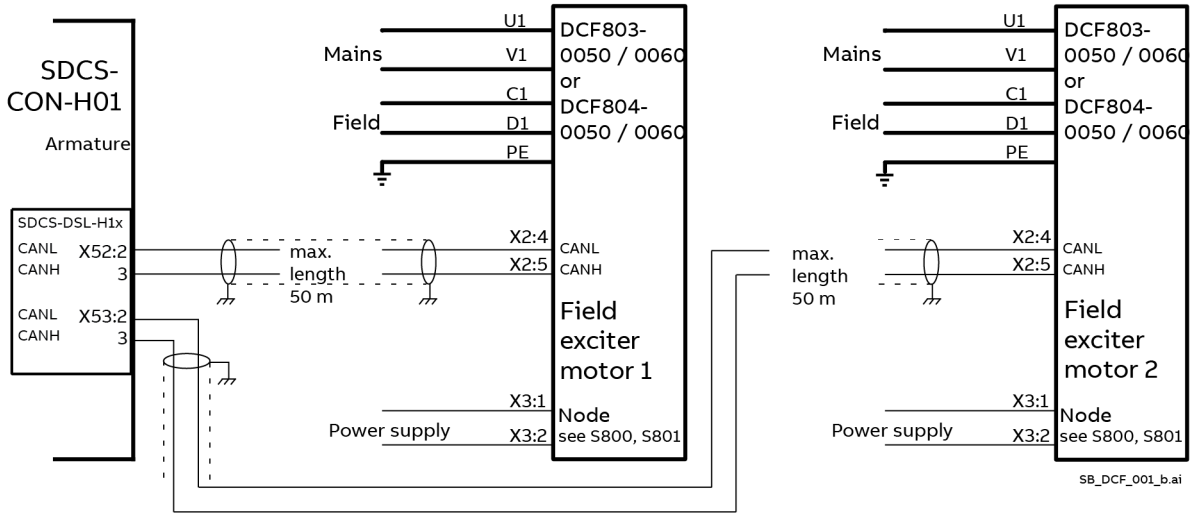 SDCS-
CON-H01
Armature
SDCS-DSL-H1x
CANL X52:2
CANH 3
CANL X53:2
CANH 3
max.
length
50 m
Mains
U1
V1
Field
C1
D1
PE
X2:4 CANL
X2:5 CANH
Power supply
X3:1
X3:2
DCF803-
0050 / 0060
or
DCF804-
0050 / 0060
Field
exciter
motor 1
Node
see S800, S801
max.
length
50 m
Mains
U1
V1
Field
C1
D1
PE
X2:4 CANL
X2:5 CANH
Power supply
X3:1
X3:2
DCF803-
0050 / 0060
or
DCF804-
0050 / 0060
Field
exciter
motor 2
Node
see S800, S801
SB_DCF_001_b.ai